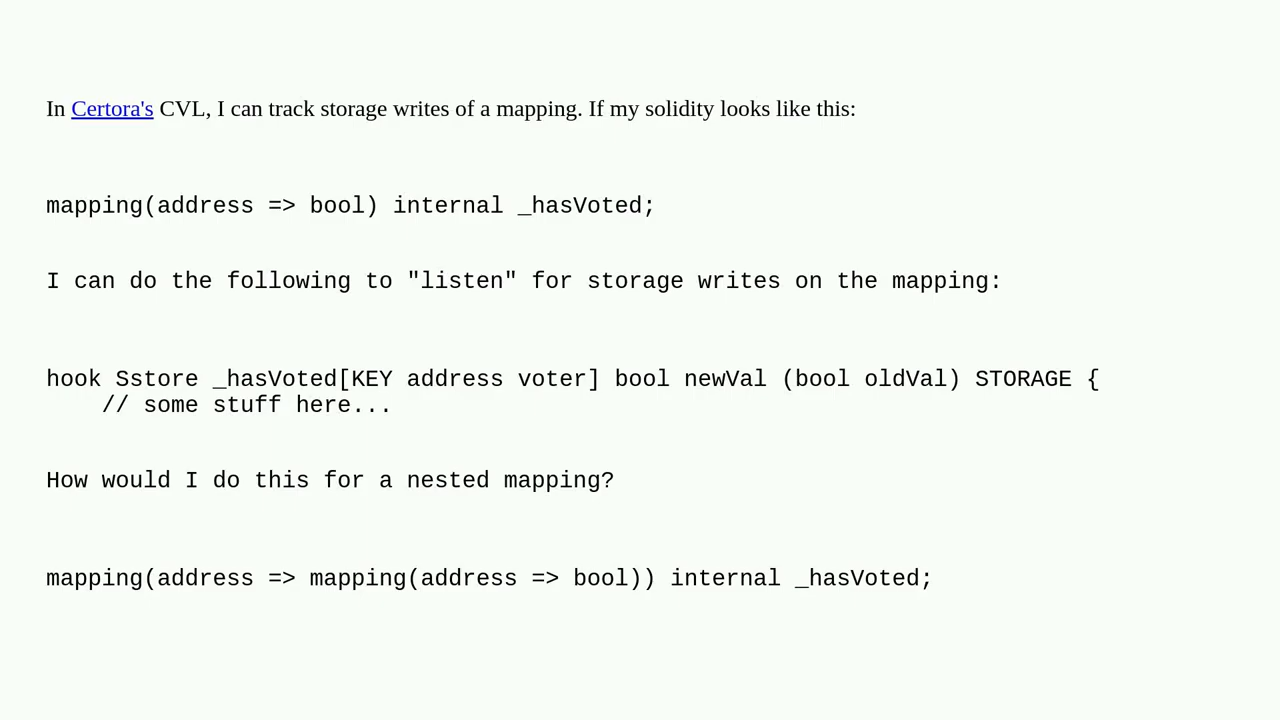 In Certora's CVL, I can track storage writes of a mapping. If my solidity looks like this:
mapping(address => bool) internal _hasVoted;
I can do the following to "listen" for storage writes on the mapping:
hook Sstore _hasVoted[KEY address voter] bool newVal (bool oldVal) STORAGE {
    // some stuff here...
How would I do this for a nested mapping?
mapping(address => mapping(address => bool)) internal _hasVoted;